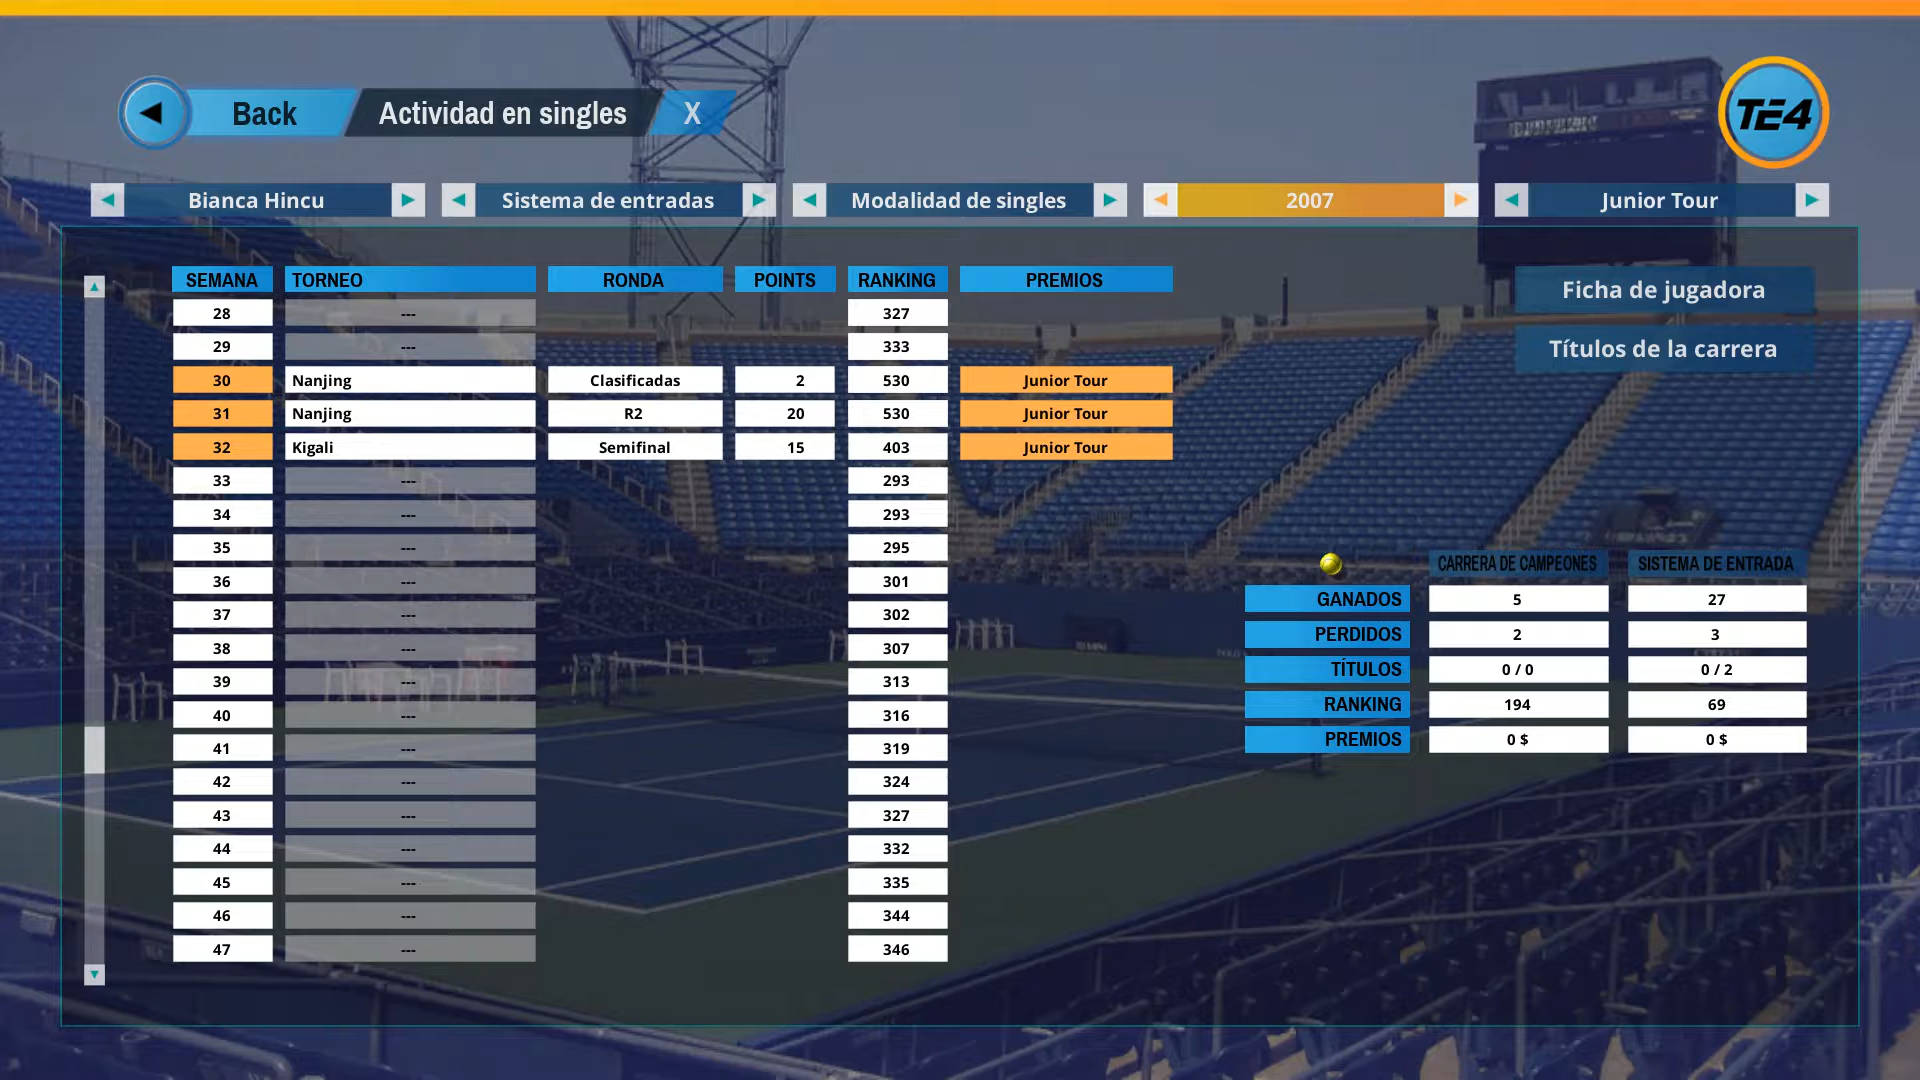 Back
Actividad en singles
X
TE4
Bianca Hincu
Sistema de entradas
Modalidad de singles
2007
Junior Tour
SEMANA TORNEO RONDA POINTS RANKING PREMIOS
28 --- 327
29 --- 333
30 Nanjing Clasificadas 2 530 Junior Tour
31 Nanjing R2 20 530 Junior Tour
32 Kigali Semifinal 15 403 Junior Tour
33 --- 293
34 --- 293
35 --- 295
36 --- 301
37 --- 302
38 --- 307
39 --- 313
40 --- 316
41 --- 319
42 --- 324
43 --- 327
44 --- 332
45 --- 335
46 --- 344
47 --- 346
Ficha de jugadora
Títulos de la carrera
CARRERA DE CAMPEONES SISTEMA DE ENTRADA
GANADOS 5 27
PERDIDOS 2 3
TÍTULOS 0 / 0 0 / 2
RANKING 194 69
PREMIOS 0 $ 0 $